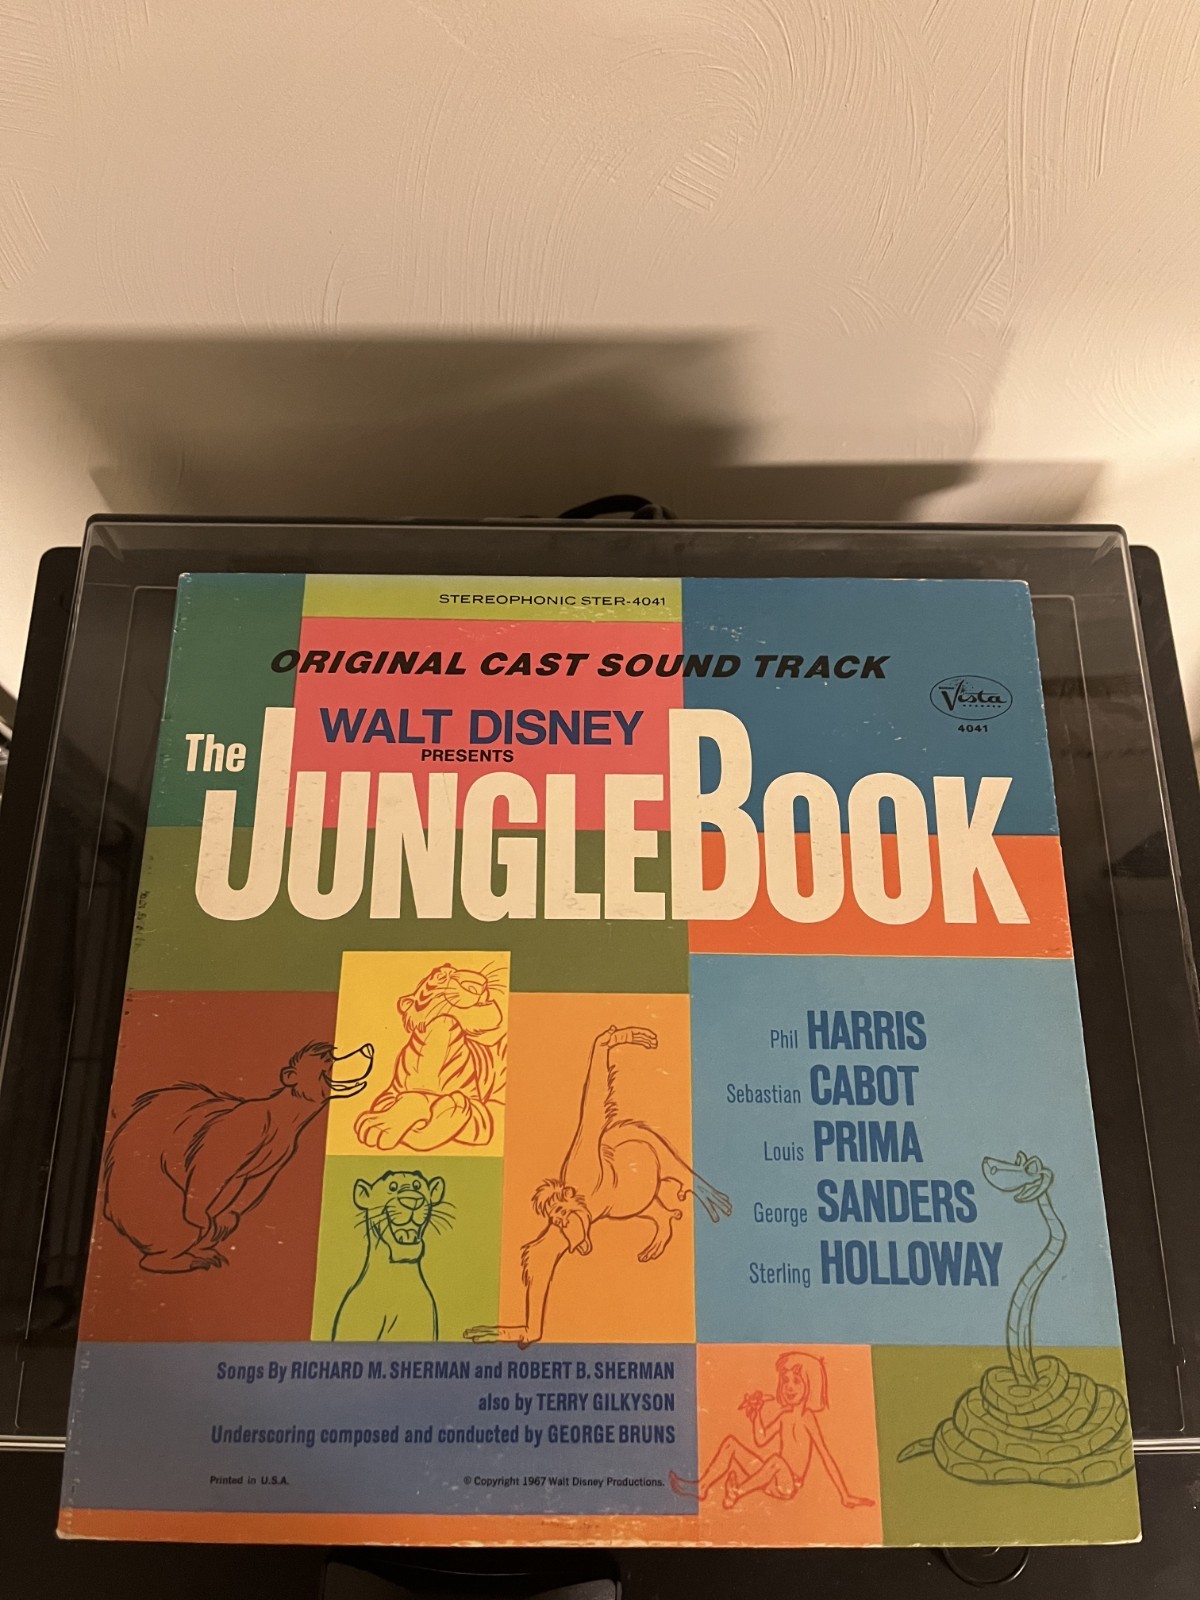 STEREOPHONIC STER-4041
ORIGINAL CAST SOUND TRACK
Vista
4041
WALT DISNEY
PRESENTS
The
JUNGLEBOOK
Phil HARRIS
Sebastian CABOT
Louis PRIMA
George SANDERS
Sterling HOLLOWAY
Songs By RICHARD M. SHERMAN and ROBERT B. SHERMAN
also by TERRY GILKYSON
Underscoring composed and conducted by GEORGE BRUNS
Printed in U.S.A.
© Copyright 1967 Walt Disney Productions.